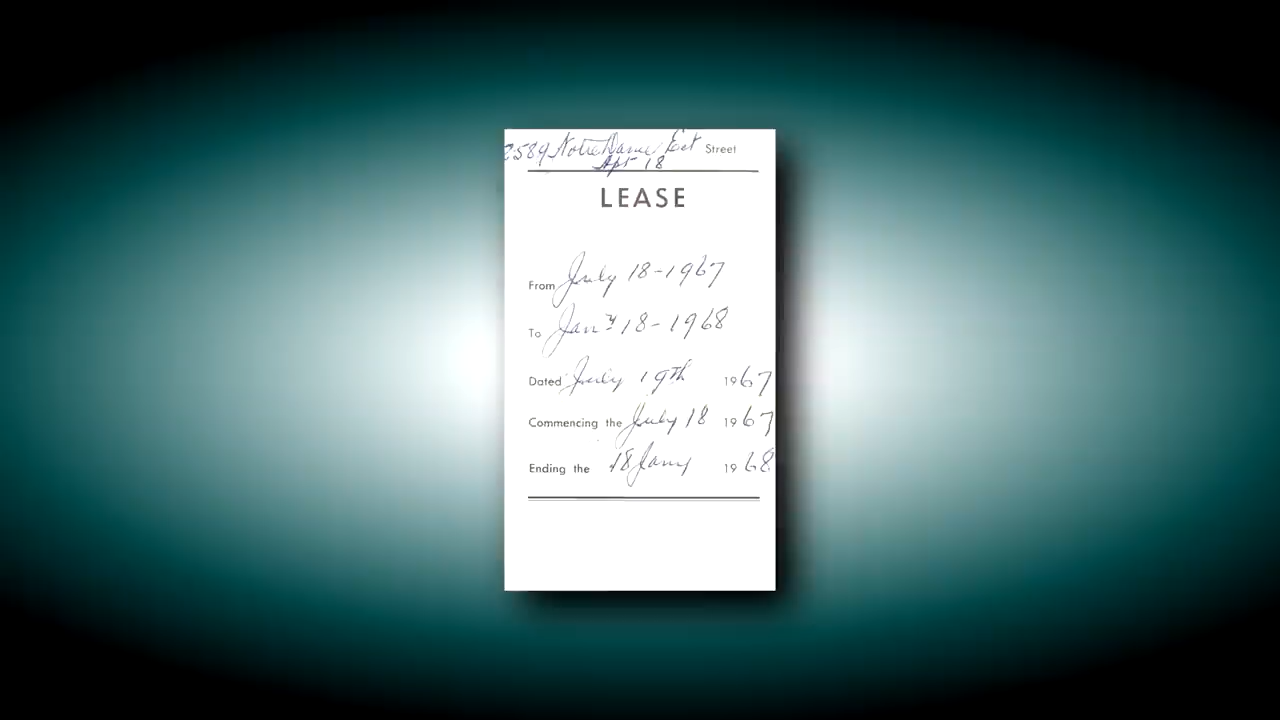 2589 Notre Dame East Street
Apt 18
LEASE
From July 18-1967
To Jan'y 18-1968
Dated July 19th 1967
Commencing the July 18 1967
Ending the 18 Jany 1968